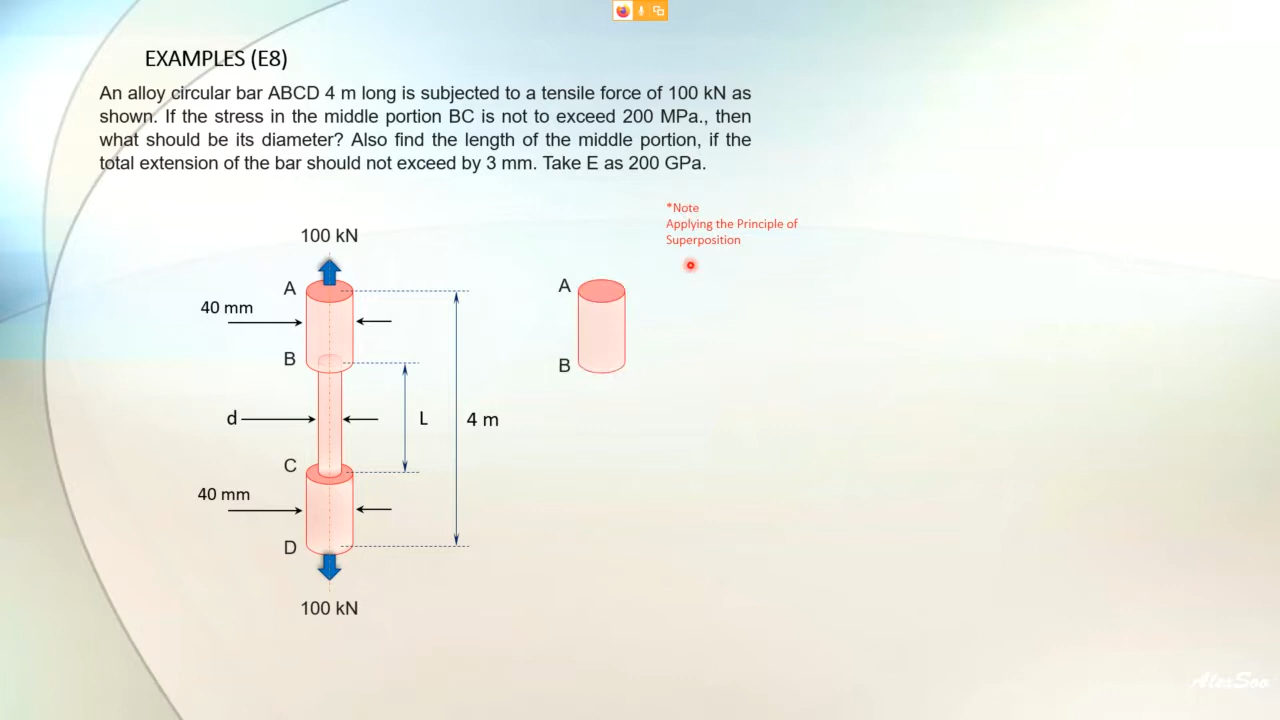 EXAMPLES (E8)
An alloy circular bar ABCD 4 m long is subjected to a tensile force of 100 kN as
shown. If the stress in the middle portion BC is not to exceed 200 MPa., then
what should be its diameter? Also find the length of the middle portion, if the
total extension of the bar should not exceed by 3 mm. Take E as 200 GPa.
*Note
Applying the Principle of
Superposition
100 kN
A
40 mm
B
d
L
4 m
C
40 mm
D
100 kN
A
B
AlexSoo